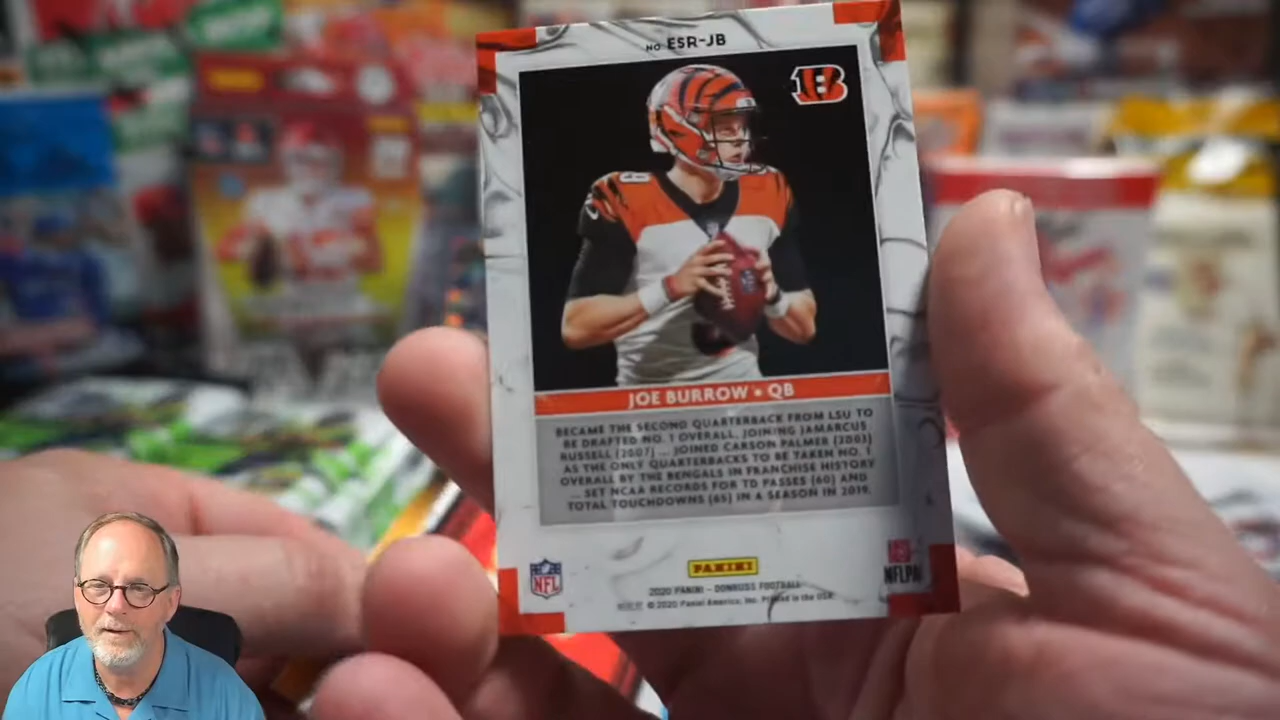 NO. ESR-JB
B
9
JOE BURROW • QB
BECAME THE SECOND QUARTERBACK FROM LSU TO
BE DRAFTED NO. 1 OVERALL, JOINING JAMARCUS
RUSSELL (2007) ... JOINED CARSON PALMER (2003)
AS THE ONLY QUARTERBACKS TO BE TAKEN NO. 1
OVERALL BY THE BENGALS IN FRANCHISE HISTORY
... SET NCAA RECORDS FOR TD PASSES (60) AND
TOTAL TOUCHDOWNS (65) IN A SEASON IN 2019.
NFL
PANINI
NFLPA
2020 PANINI - DONRUSS FOOTBALL
© 2020 Panini America, Inc. Printed in the USA.